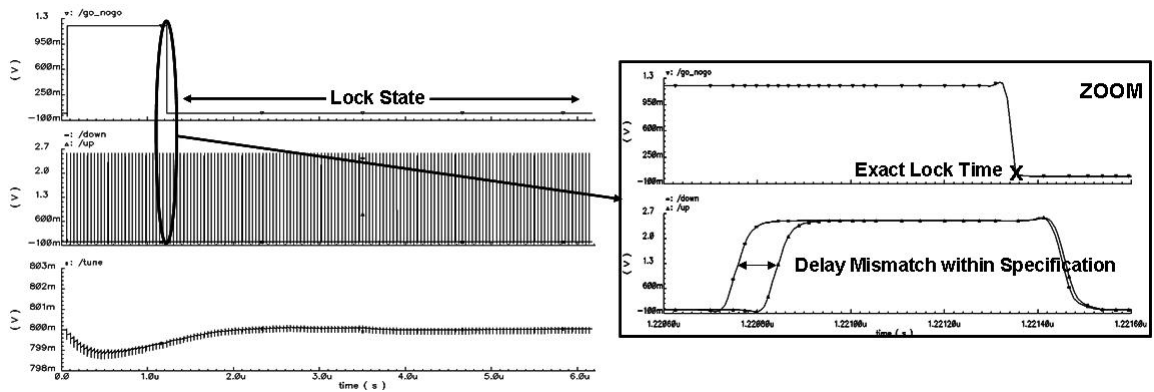 1.3
▿: /go_nogo
950m
600m
250m
-100m
(V)
Lock State
-: /down
▵: /up
2.7
2.0
1.3
600m
-100m
(V)
803m
▫: /tune
802m
801m
800m
799m
798m
(V)
0.0
1.0u
2.0u
3.0u
4.0u
5.0u
6.0u
time ( s )
ZOOM
1.3
▿: /go_nogo
950m
600m
250m
-100m
(V)
Exact Lock Time
X
-: /down
▵: /up
2.7
2.0
1.3
600m
-100m
(V)
Delay Mismatch within Specification
1.22060u
1.22080u
1.22100u
1.22120u
1.22140u
1.22160u
time ( s )